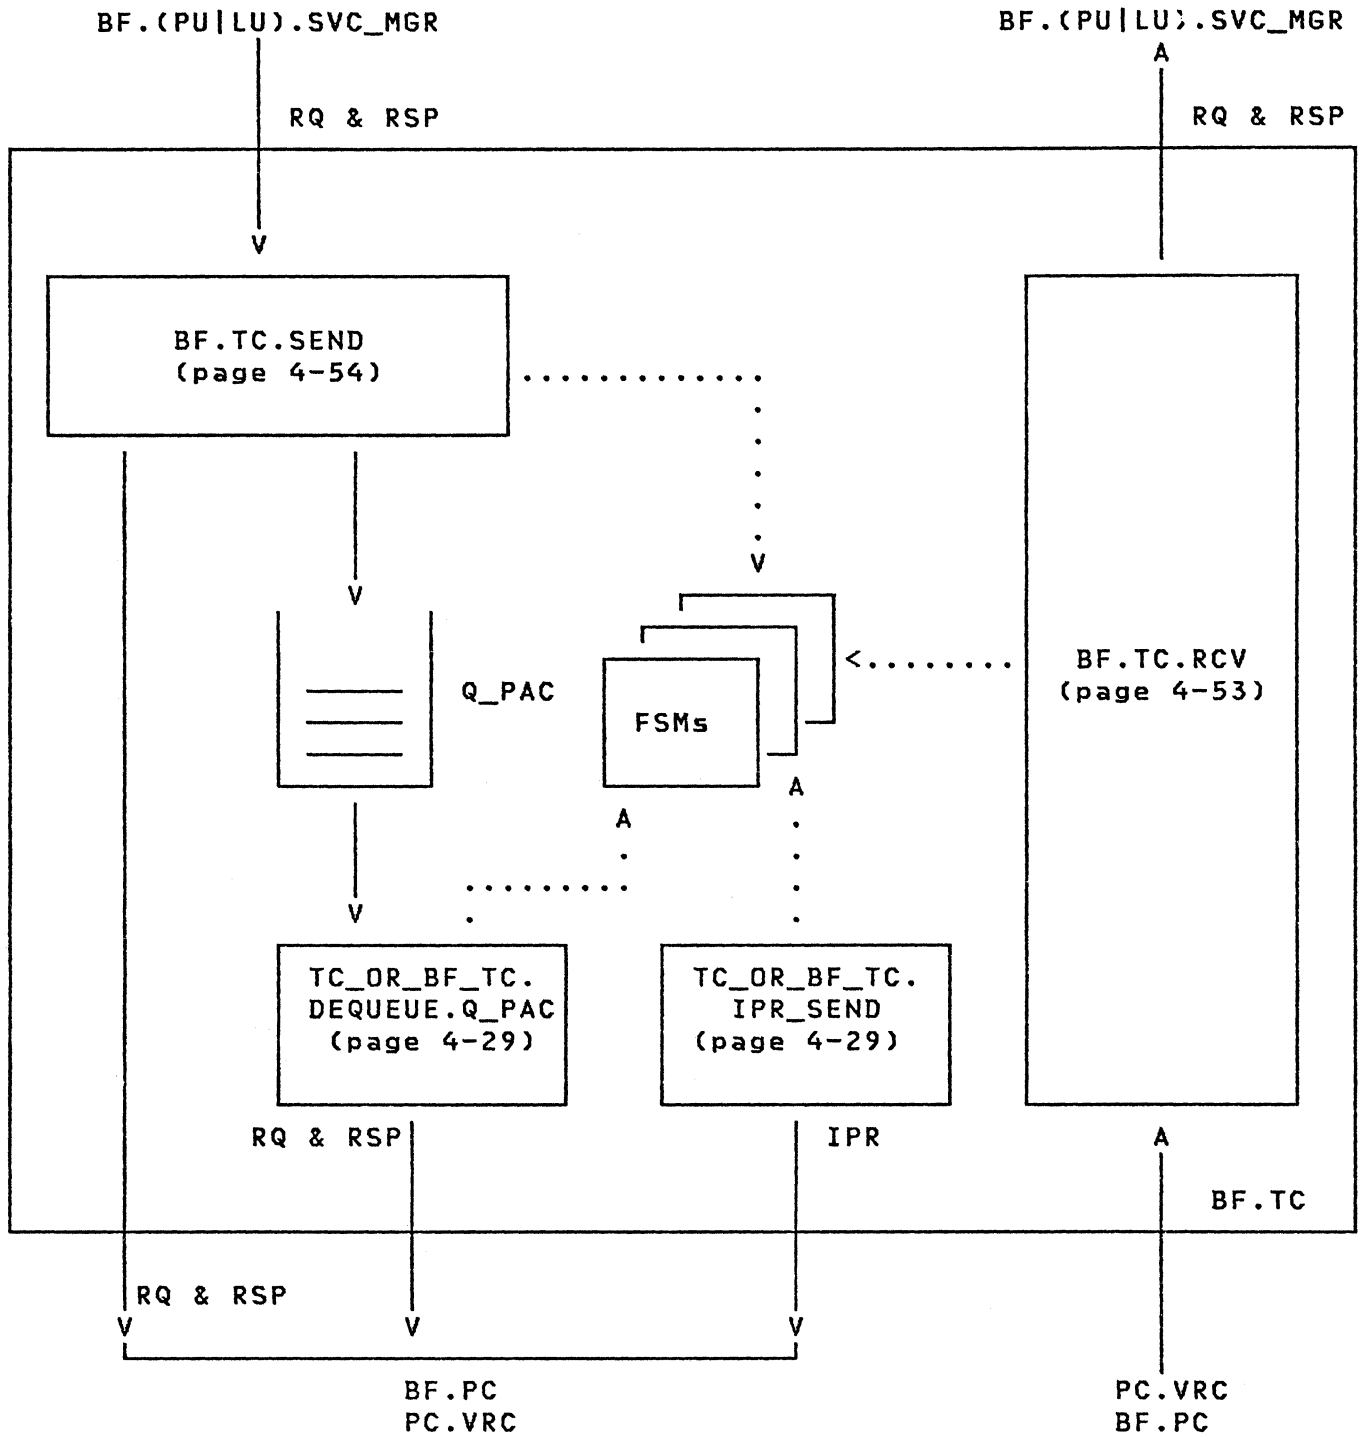 BF.(PU|LU).SVC_MGR
BF.(PU|LU).SVC_MGR
RQ & RSP
RQ & RSP
BF.TC.SEND
(page 4-54)
Q_PAC
FSMs
BF.TC.RCV
(page 4-53)
TC_OR_BF_TC.
DEQUEUE.Q_PAC
(page 4-29)
TC_OR_BF_TC.
IPR_SEND
(page 4-29)
RQ & RSP
IPR
BF.TC
RQ & RSP
BF.PC
PC.VRC
PC.VRC
BF.PC